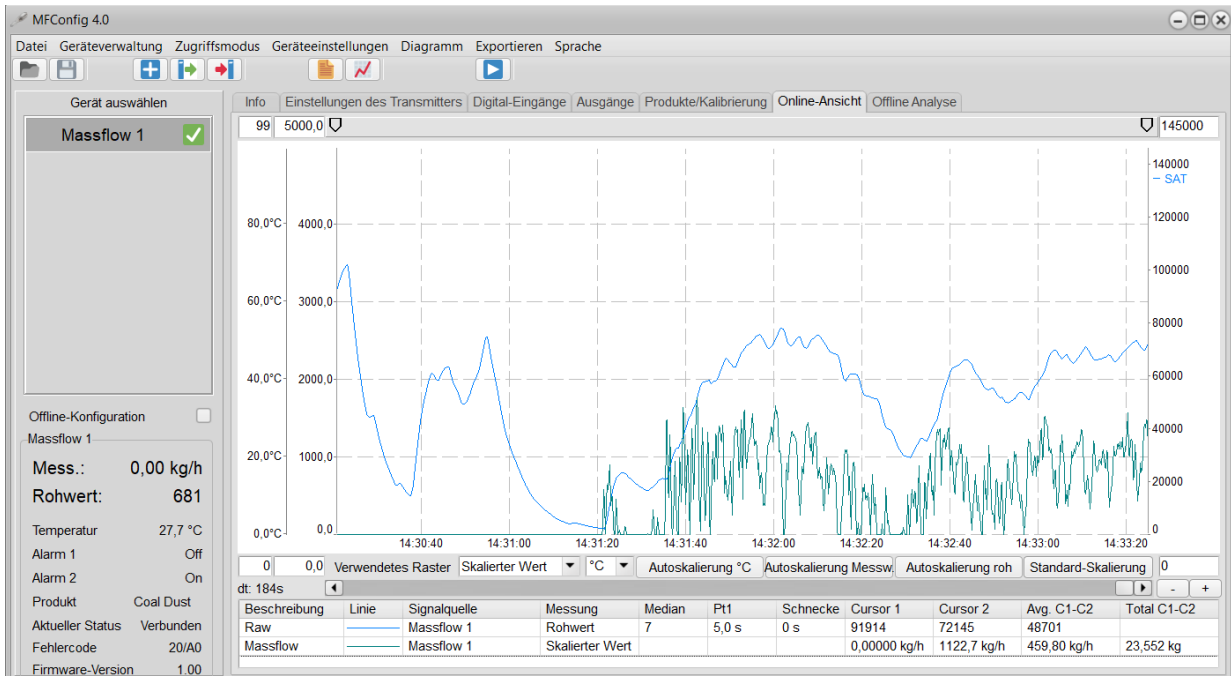 MFConfig 4.0
Datei Geräteverwaltung Zugriffsmodus Geräteeinstellungen Diagramm Exportieren Sprache
Gerät auswählen
Massflow 1
Offline-Konfiguration
Massflow 1
Mess.: 0,00 kg/h
Rohwert: 681
Temperatur 27,7 °C
Alarm 1 Off
Alarm 2 On
Produkt Coal Dust
Aktueller Status Verbunden
Fehlercode 20/A0
Firmware-Version 1.00
Info Einstellungen des Transmitters Digital-Eingänge Ausgänge Produkte/Kalibrierung Online-Ansicht Offline Analyse
99 5000,0 145000
140000
SAT
120000
80,0°C 4000,0
100000
60,0°C 3000,0
80000
40,0°C 2000,0
60000
40000
20,0°C 1000,0
20000
0,0°C 0,0 0
14:30:40 14:31:00 14:31:20 14:31:40 14:32:00 14:32:20 14:32:40 14:33:00 14:33:20
0 0,0 Verwendetes Raster Skalierter Wert °C Autoskalierung °C Autoskalierung Messw. Autoskalierung roh Standard-Skalierung 0
dt: 184s - +
Beschreibung Linie Signalquelle Messung Median Pt1 Schnecke Cursor 1 Cursor 2 Avg. C1-C2 Total C1-C2
Raw Massflow 1 Rohwert 7 5,0 s 0 s 91914 72145 48701
Massflow Massflow 1 Skalierter Wert 0,00000 kg/h 1122,7 kg/h 459,80 kg/h 23,552 kg